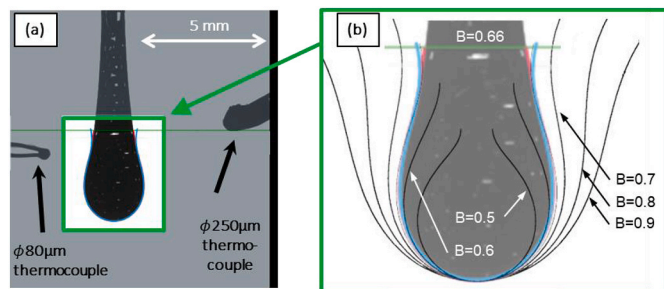 (a)
5 mm
ϕ80µm
thermocouple
ϕ250µm
thermo-
couple
(b)
B=0.66
B=0.7
B=0.8
B=0.9
B=0.5
B=0.6